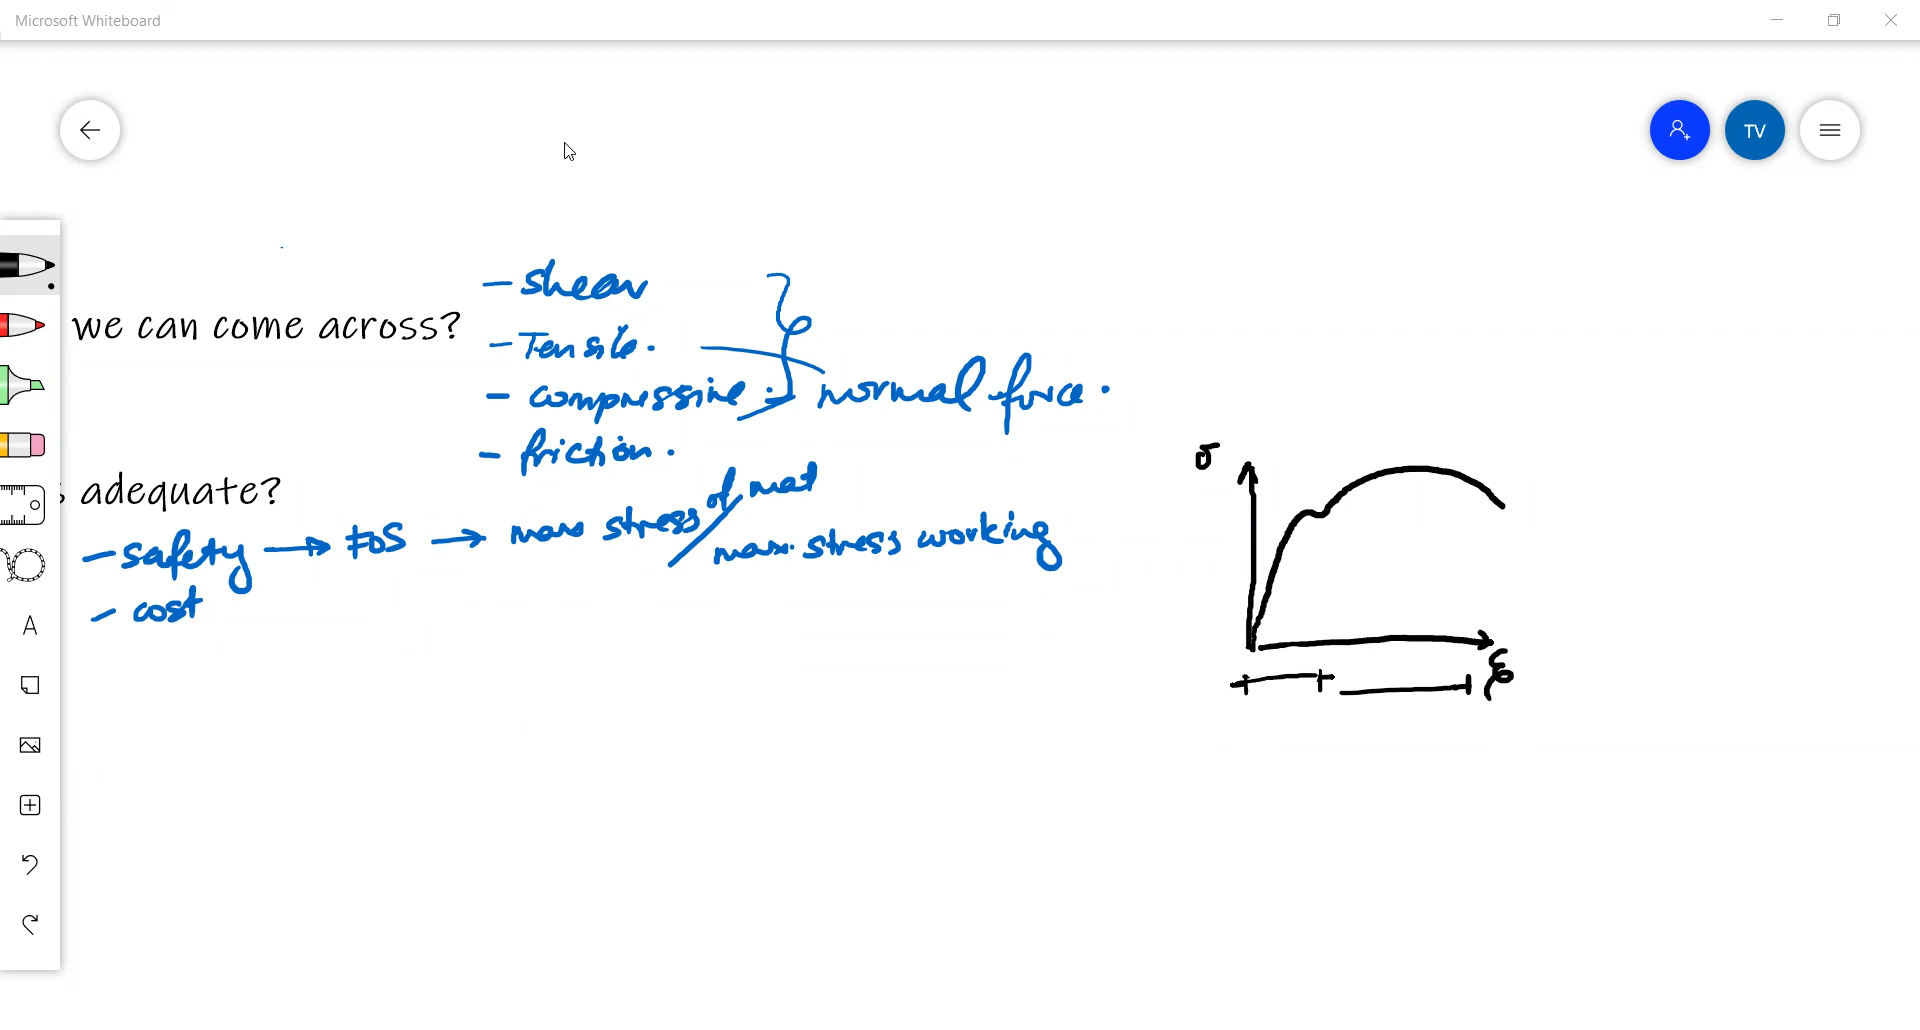 Microsoft Whiteboard
TV
- shear
we can come across?
- Tensile.
- compressive : normal force.
- friction.
adequate?
- safety → FOS → max stress of mat / max. stress working
- cost
σ
A